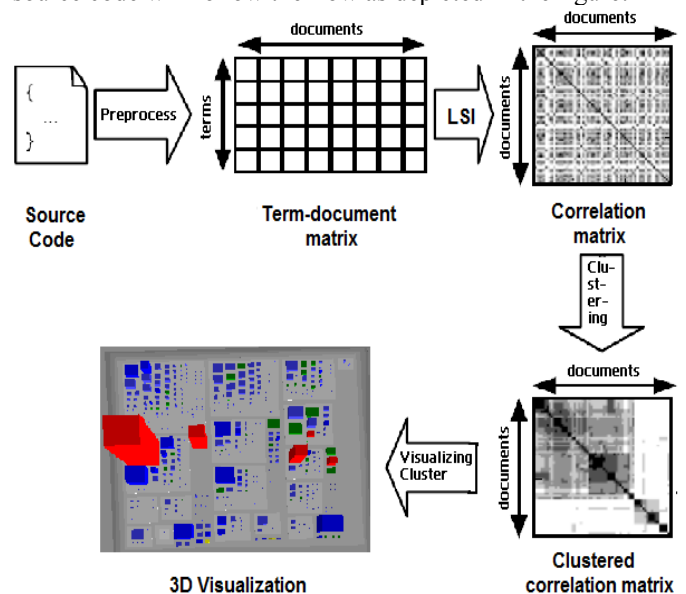 documents
documents
{
...
}
Preprocess
terms
LSI
documents
Source
Code
Term-document
matrix
Correlation
matrix
Clu-
st-
er-
ing
documents
documents
Visualizing
Cluster
3D Visualization
Clustered
correlation matrix